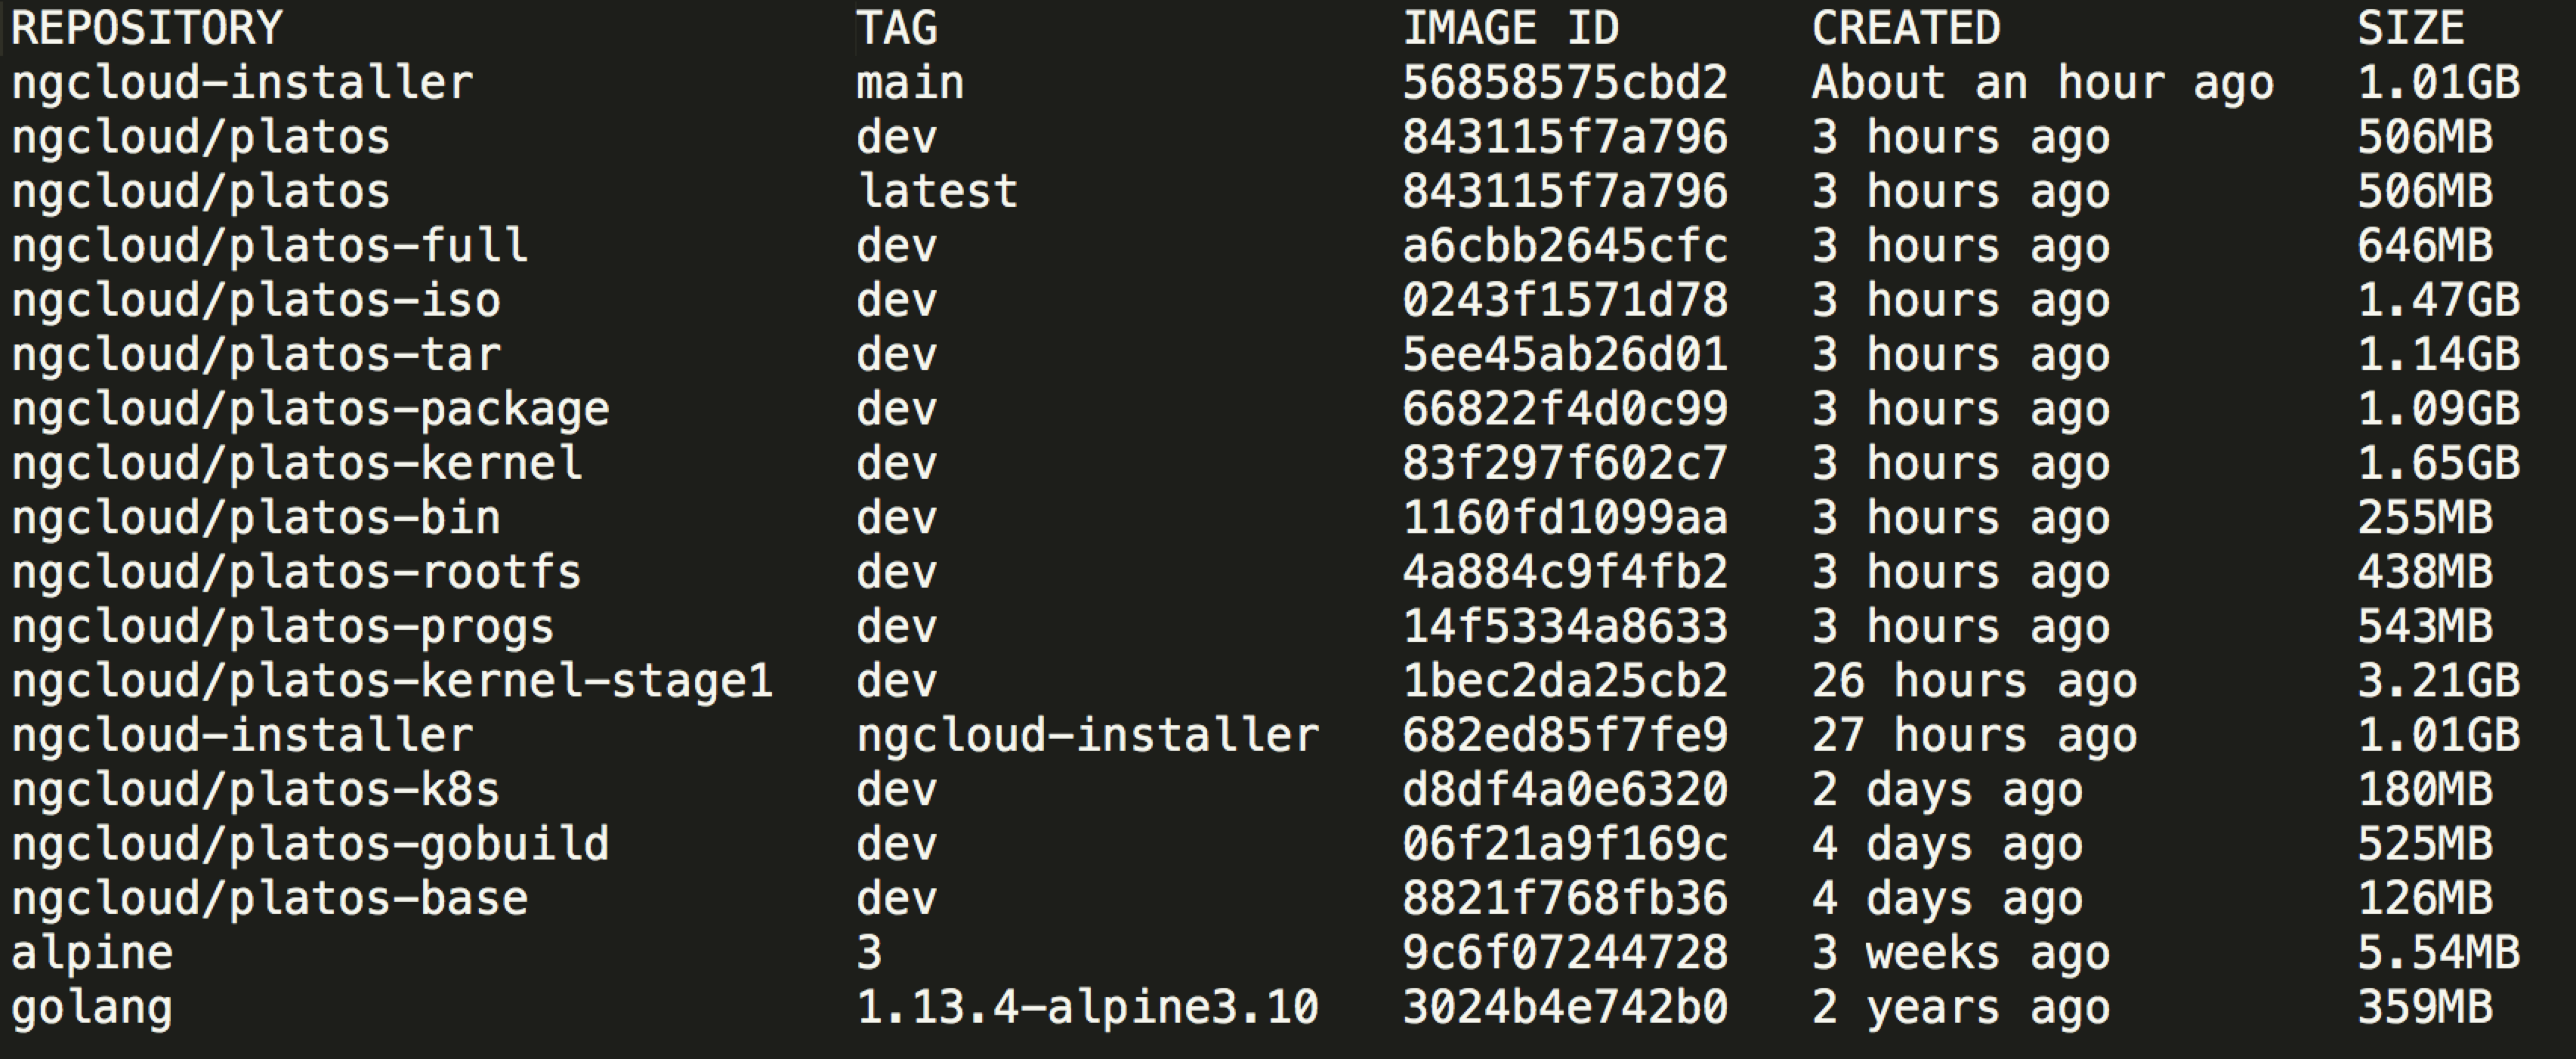 REPOSITORY TAG IMAGE ID CREATED SIZE
ngcloud-installer main 56858575cbd2 About an hour ago 1.01GB
ngcloud/platos dev 843115f7a796 3 hours ago 506MB
ngcloud/platos latest 843115f7a796 3 hours ago 506MB
ngcloud/platos-full dev a6cbb2645cfc 3 hours ago 646MB
ngcloud/platos-iso dev 0243f1571d78 3 hours ago 1.47GB
ngcloud/platos-tar dev 5ee45ab26d01 3 hours ago 1.14GB
ngcloud/platos-package dev 66822f4d0c99 3 hours ago 1.09GB
ngcloud/platos-kernel dev 83f297f602c7 3 hours ago 1.65GB
ngcloud/platos-bin dev 1160fd1099aa 3 hours ago 255MB
ngcloud/platos-rootfs dev 4a884c9f4fb2 3 hours ago 438MB
ngcloud/platos-progs dev 14f5334a8633 3 hours ago 543MB
ngcloud/platos-kernel-stage1 dev 1bec2da25cb2 26 hours ago 3.21GB
ngcloud-installer ngcloud-installer 682ed85f7fe9 27 hours ago 1.01GB
ngcloud/platos-k8s dev d8df4a0e6320 2 days ago 180MB
ngcloud/platos-gobuild dev 06f21a9f169c 4 days ago 525MB
ngcloud/platos-base dev 8821f768fb36 4 days ago 126MB
alpine 3 9c6f07244728 3 weeks ago 5.54MB
golang 1.13.4-alpine3.10 3024b4e742b0 2 years ago 359MB